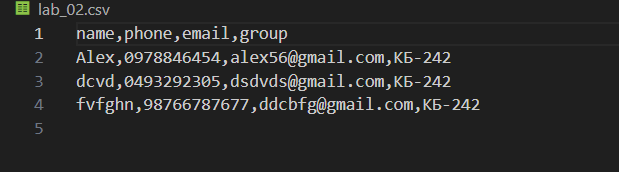 lab_02.csv
1 name,phone,email,group
2 Alex,0978846454,alex56@gmail.com,КБ-242
3 dcvd,0493292305,dsdvds@gmail.com,КБ-242
4 fvfghn,98766787677,ddcbfg@gmail.com,КБ-242
5